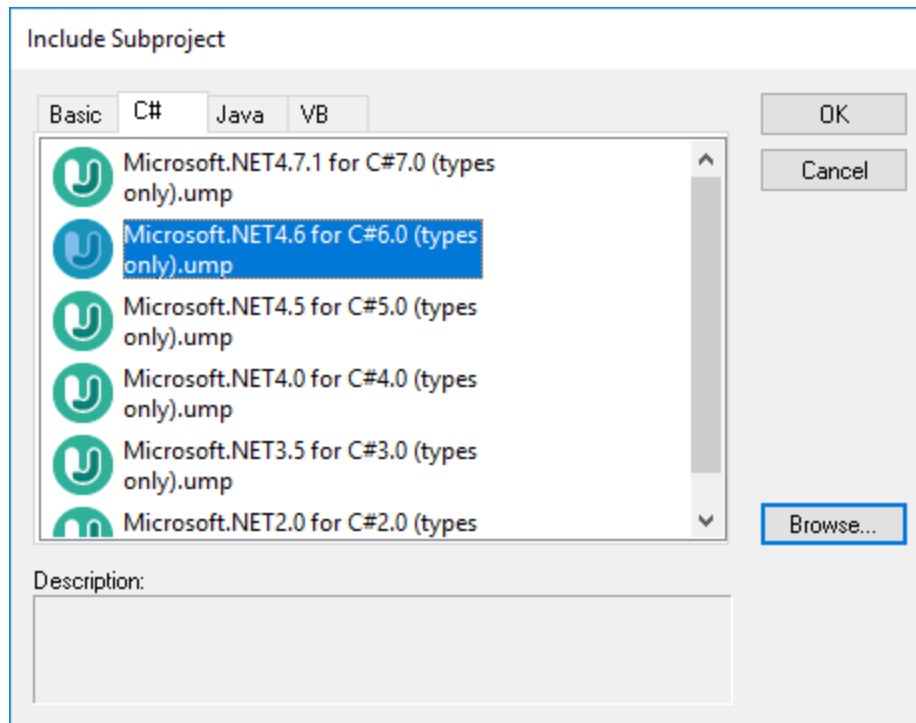 Include Subproject
Basic C# Java VB
OK
Cancel
Microsoft.NET4.7.1 for C#7.0 (types
only).ump
Microsoft.NET4.6 for C#6.0 (types
only).ump
Microsoft.NET4.5 for C#5.0 (types
only).ump
Microsoft.NET4.0 for C#4.0 (types
only).ump
Microsoft.NET3.5 for C#3.0 (types
only).ump
Microsoft.NET2.0 for C#2.0 (types
Browse...
Description: